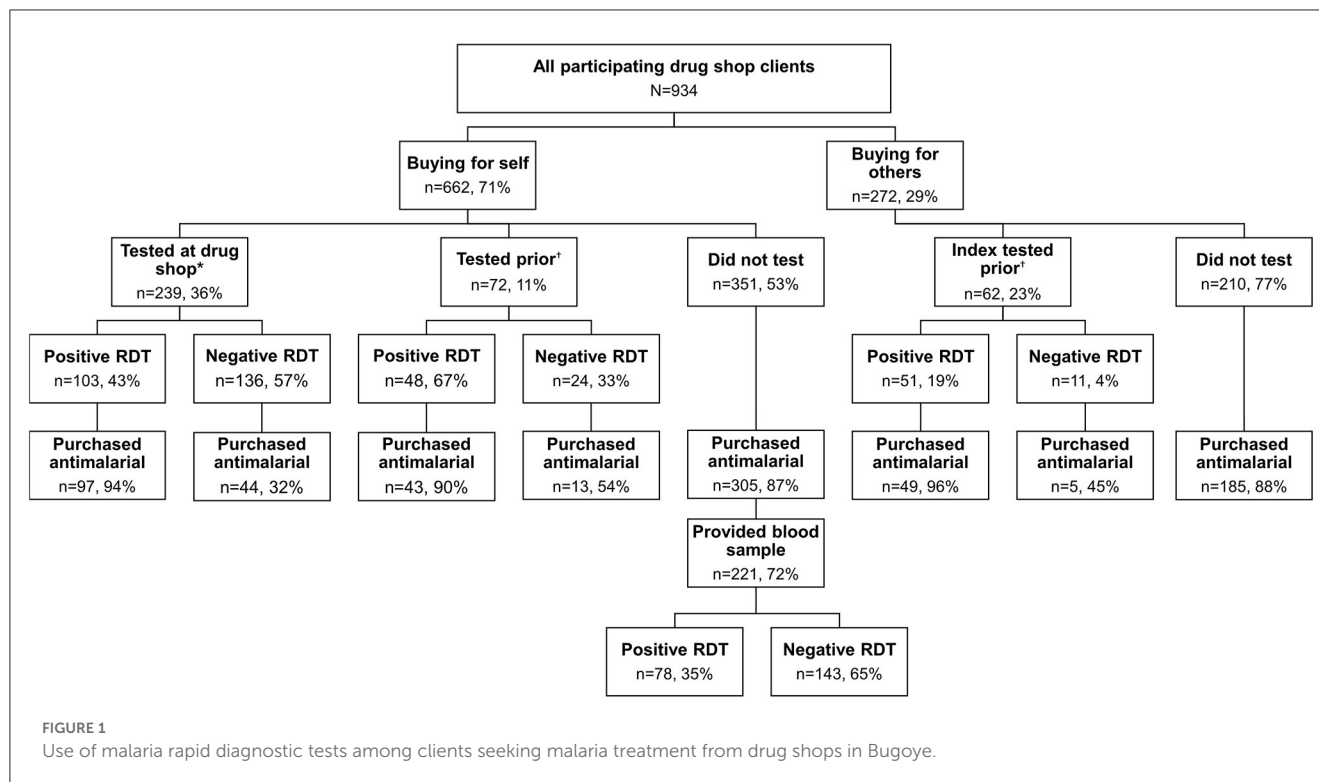 All participating drug shop clients
N=934
Buying for self
n=662, 71%
Buying for
others
n=272, 29%
Tested at drug
shop*
n=239, 36%
Tested prior†
n=72, 11%
Did not test
n=351, 53%
Index tested
prior†
n=62, 23%
Did not test
n=210, 77%
Positive RDT
n=103, 43%
Negative RDT
n=136, 57%
Positive RDT
n=48, 67%
Negative RDT
n=24, 33%
Positive RDT
n=51, 19%
Negative RDT
n=11, 4%
Purchased
antimalarial
n=97, 94%
Purchased
antimalarial
n=44, 32%
Purchased
antimalarial
n=43, 90%
Purchased
antimalarial
n=13, 54%
Purchased
antimalarial
n=305, 87%
Purchased
antimalarial
n=49, 96%
Purchased
antimalarial
n=5, 45%
Purchased
antimalarial
n=185, 88%
Provided blood
sample
n=221, 72%
Positive RDT
n=78, 35%
Negative RDT
n=143, 65%
FIGURE 1
Use of malaria rapid diagnostic tests among clients seeking malaria treatment from drug shops in Bugoye.